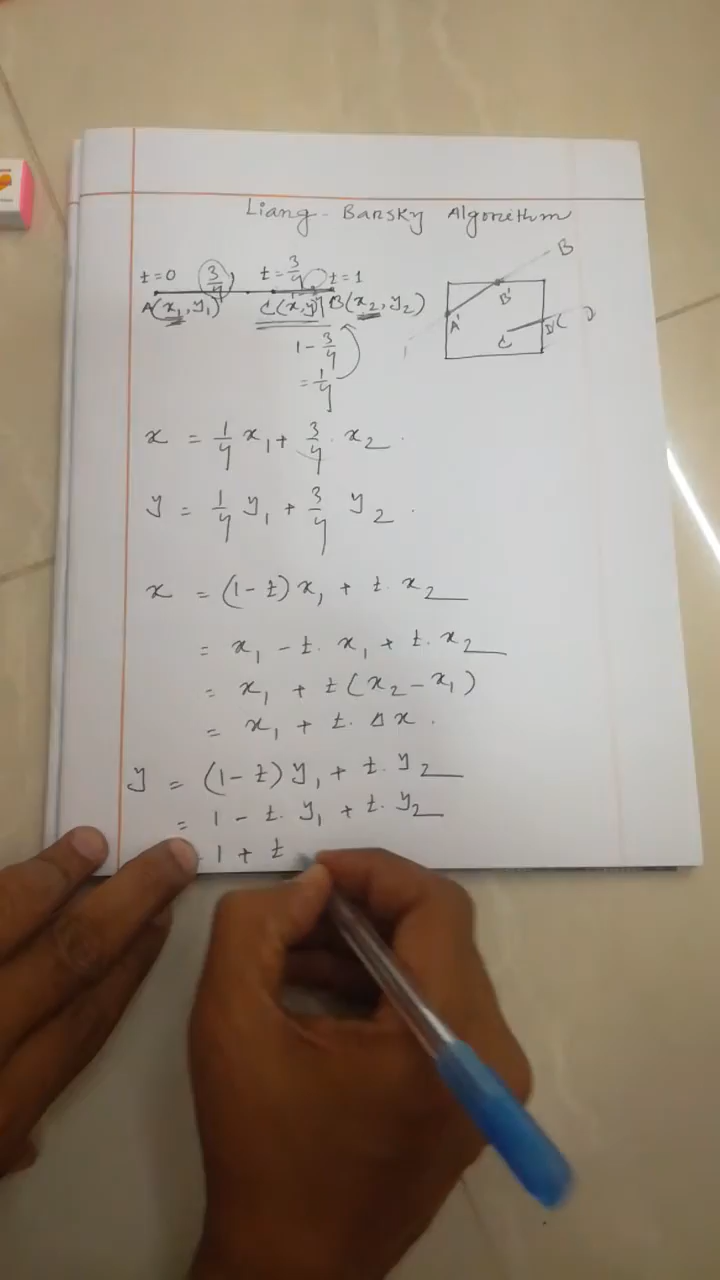 Liang-Barsky Algorithm
t=0 3/4 t=3/4 t=1
A(x₁, y₁) C(x, y) B(x₂, y₂)
1 - 3/4
= 1/4
B
B'
A'
C D' D
x = 1/4 x₁ + 3/4 . x₂ .
y = 1/4 y₁ + 3/4 y₂ .
x = (1-t) x₁ + t. x₂
= x₁ - t. x₁ + t. x₂
= x₁ + t(x₂-x₁)
= x₁ + t. Δx .
y = (1-t) y₁ + t. y₂
= 1 - t. y₁ + t. y₂
1 + t